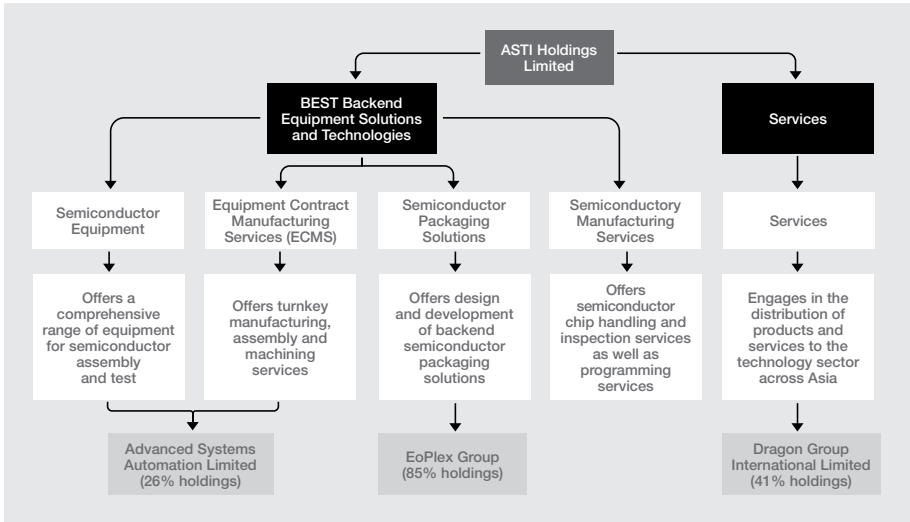 ASTI Holdings
Limited
BEST Backend
Equipment Solutions
and Technologies
Services
Semiconductor
Equipment
Equipment Contract
Manufacturing
Services (ECMS)
Semiconductor
Packaging
Solutions
Semiconductory
Manufacturing
Services
Services
Offers a
comprehensive
range of equipment
for semiconductor
assembly
and test
Offers turnkey
manufacturing,
assembly and
machining
services
Offers design
and development
of backend
semiconductor
packaging
solutions
Offers
semiconductor
chip handling and
inspection services
as well as
programming
services
Engages in the
distribution of
products and
services to the
technology sector
across Asia
Advanced Systems
Automation Limited
(26% holdings)
EoPlex Group
(85% holdings)
Dragon Group
International Limited
(41% holdings)